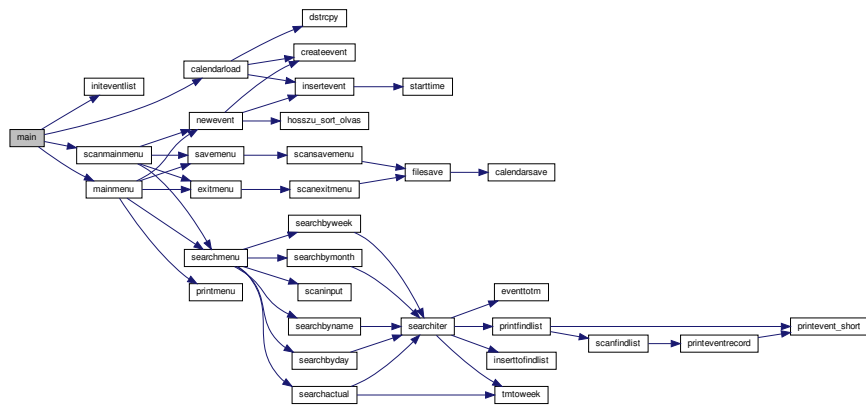 dstrcpy
createevent
calendarload
initeventlist
insertevent
starttime
newevent
hosszu_sort_olvas
main
scanmainmenu
savemenu
scansavemenu
filesave
calendarsave
mainmenu
exitmenu
scanexitmenu
searchbyweek
searchmenu
searchbymonth
printmenu
scaninput
eventtotm
searchbyname
searchiter
printfindlist
printevent_short
scanfindlist
printeventrecord
searchbyday
inserttofindlist
searchactual
tmtoweek